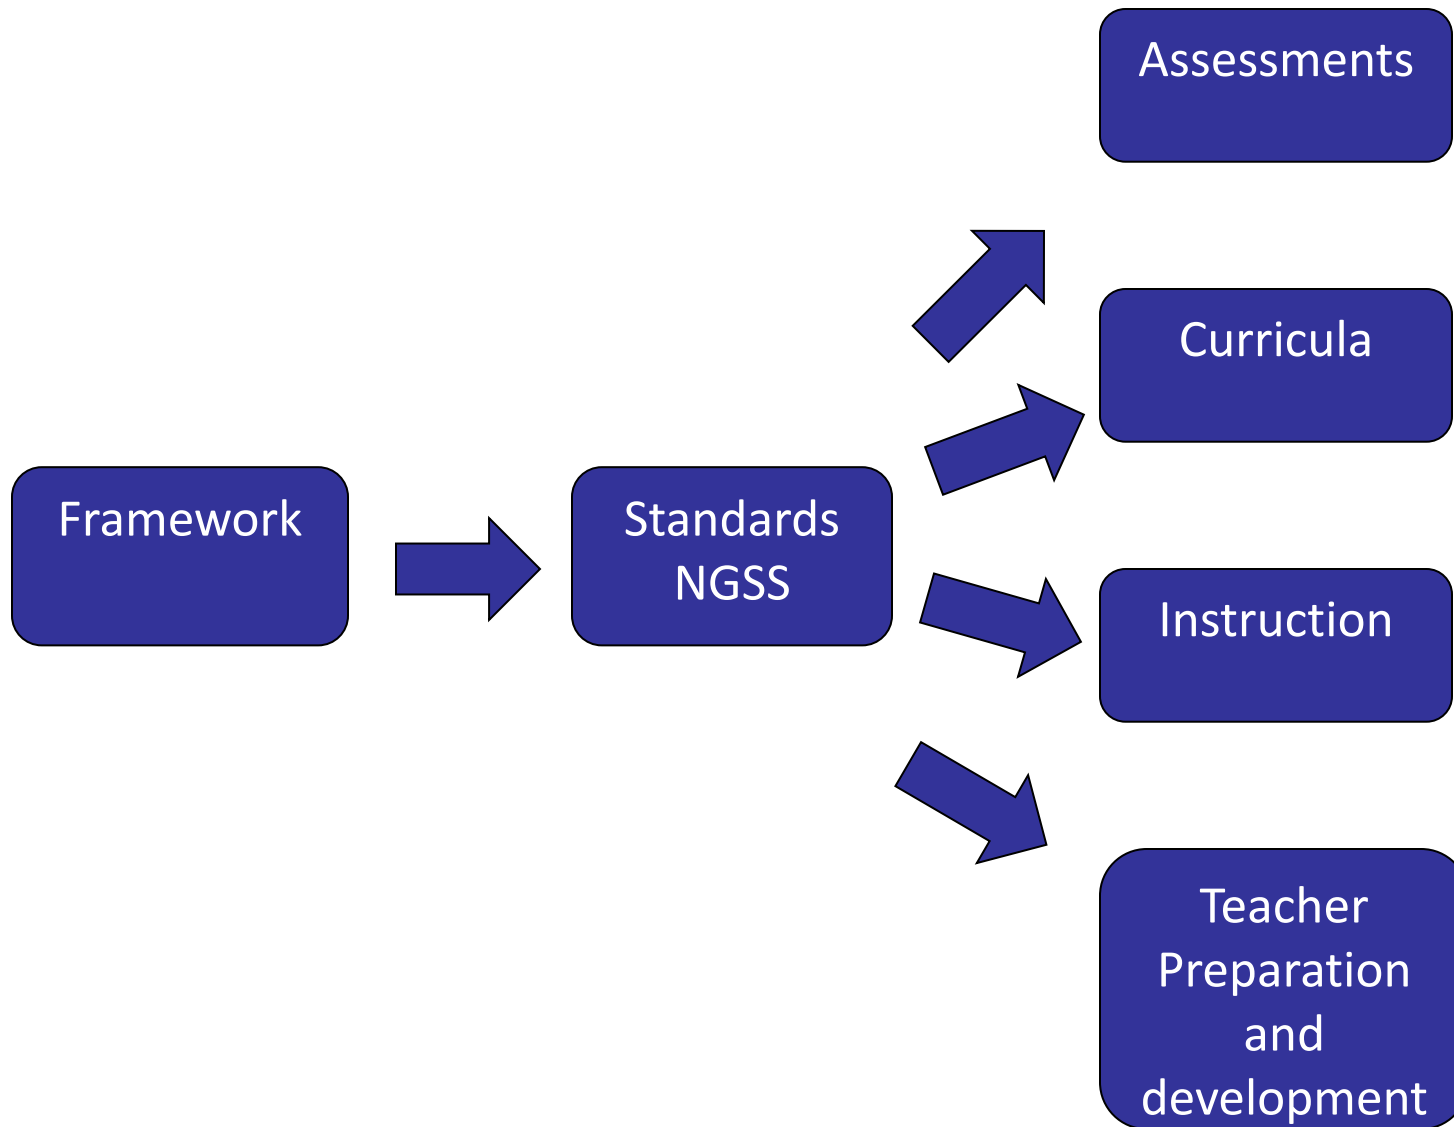 Assessments
Curricula
Framework
Standards
NGSS
Instruction
Teacher
Preparation
and
development